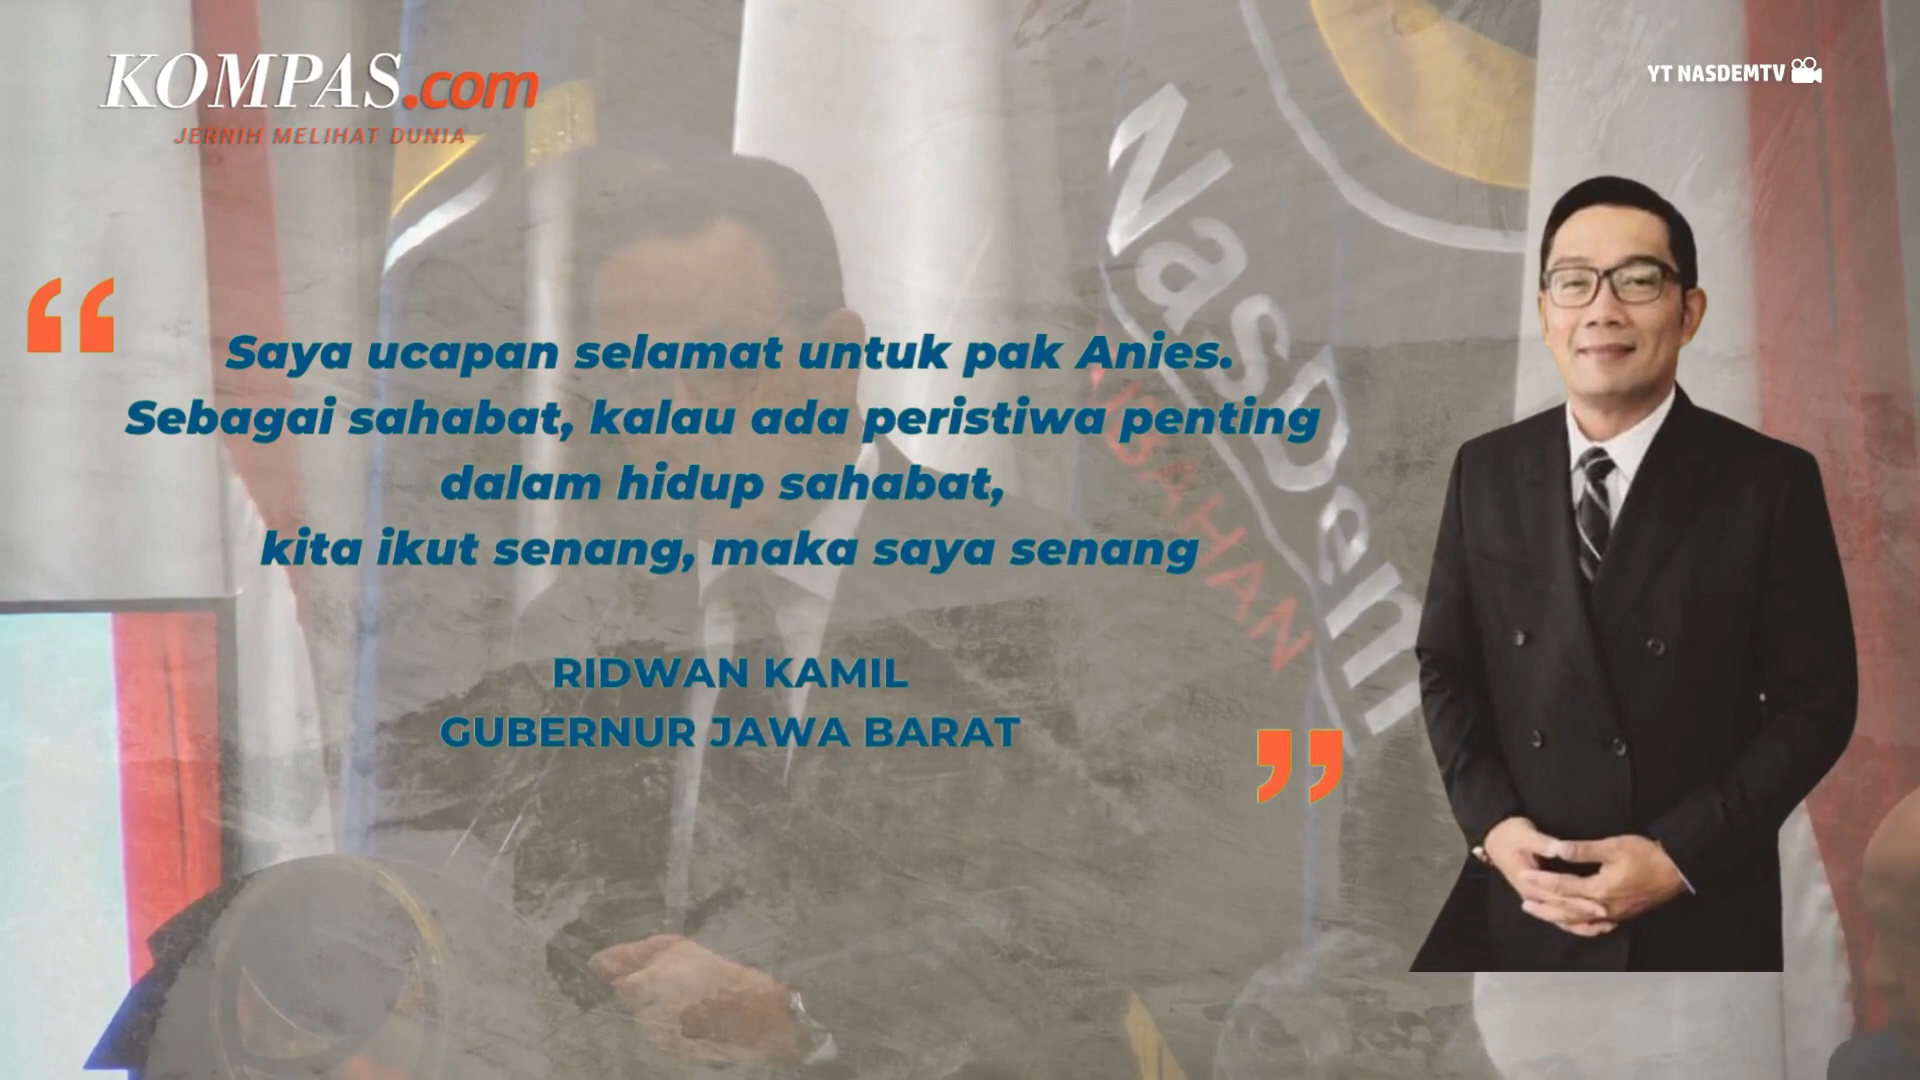 KOMPAS.com
JERNIH MELIHAT DUNIA
YT NASDEMTV
NasDem
“
Saya ucapan selamat untuk pak Anies.
Sebagai sahabat, kalau ada peristiwa penting
dalam hidup sahabat,
kita ikut senang, maka saya senang
RIDWAN KAMIL
GUBERNUR JAWA BARAT
”